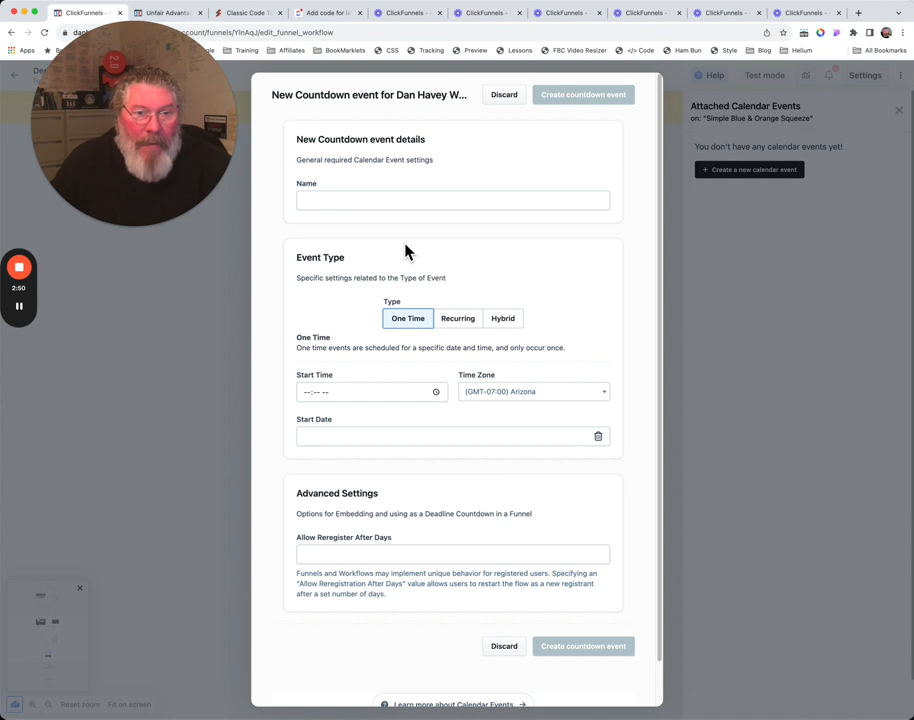 ClickFunnels
Unfair Advanta
Classic Code T
Add code for le
ClickFunnels -
ClickFunnels -
ClickFunnels -
ClickFunnels -
ClickFunnels -
ClickFunnels -
ccount/funnels/YlnAqJ/edit_funnel_workflow
Apps
Training
Affiliates
BookMarklets
CSS
Tracking
Preview
Lessons
FBC Video Resizer
</> Code
Ham Bun
Style
Blog
Helium
All Bookmarks
Help
Test mode
Settings
New Countdown event for Dan Havey W...
Discard
Create countdown event
New Countdown event details
General required Calendar Event settings
Name
Event Type
Specific settings related to the Type of Event
Type
One Time
Recurring
Hybrid
One Time
One time events are scheduled for a specific date and time, and only occur once.
Start Time
Time Zone
--:-- --
(GMT-07:00) Arizona
Start Date
Advanced Settings
Options for Embedding and using as a Deadline Countdown in a Funnel
Allow Reregister After Days
Funnels and Workflows may implement unique behavior for registered users. Specifying an
"Allow Reregistration After Days" value allows users to restart the flow as a new registrant
after a set number of days.
Discard
Create countdown event
Learn more about Calendar Events
Attached Calendar Events
on: "Simple Blue & Orange Squeeze"
You don't have any calendar events yet!
+ Create a new calendar event
2:50
Reset zoom
Fit on screen